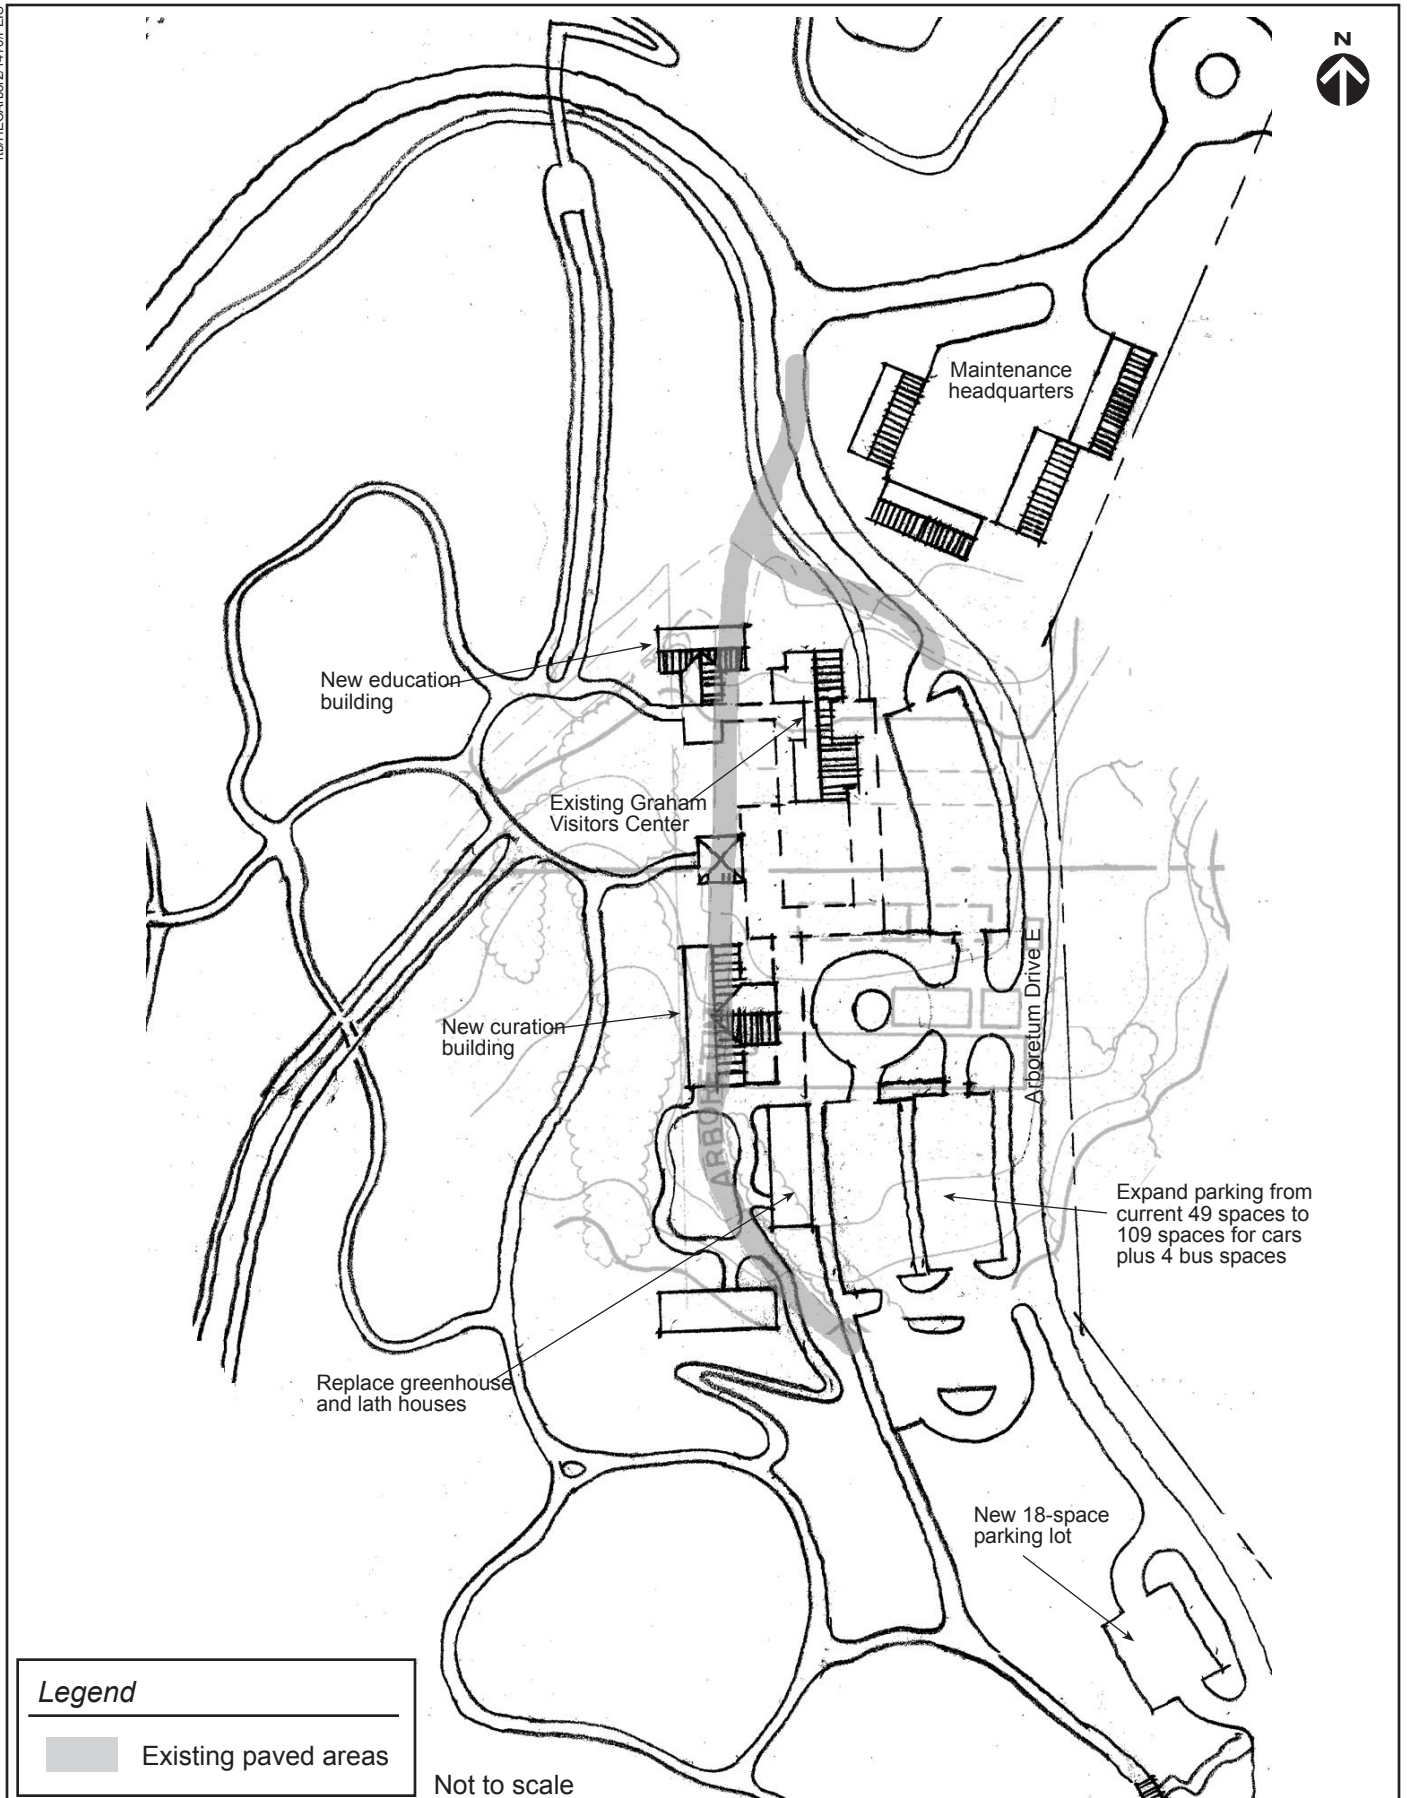 N
Maintenance
headquarters
New education
building
Existing Graham
Visitors Center
Arboretum Drive E
New curation
building
ARBORETUM
Expand parking from
current 49 spaces to
109 spaces for cars
plus 4 bus spaces
Replace greenhouse
and lath houses
New 18-space
parking lot
Legend
Existing paved areas
Not to scale